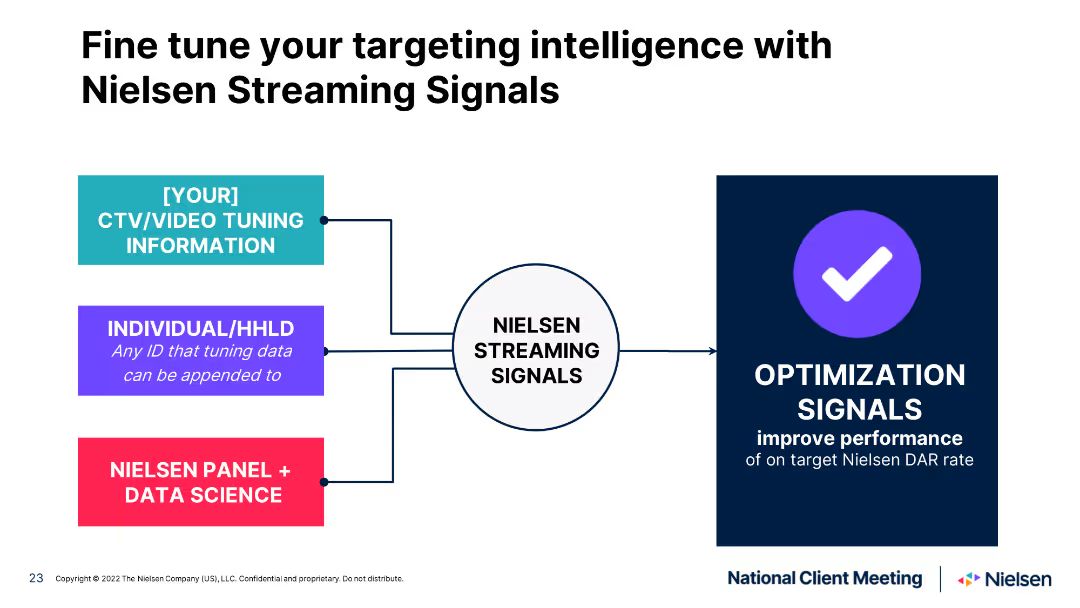 Fine tune your targeting intelligence with
Nielsen Streaming Signals
[YOUR]
CTV/VIDEO TUNING
INFORMATION
INDIVIDUAL/HHLD
Any ID that tuning data
can be appended to
NIELSEN PANEL +
DATA SCIENCE
NIELSEN
STREAMING
SIGNALS
OPTIMIZATION
SIGNALS
improve performance
of on target Nielsen DAR rate
23
Copyright © 2022 The Nielsen Company (US), LLC. Confidential and proprietary. Do not distribute.
National Client Meeting
Nielsen